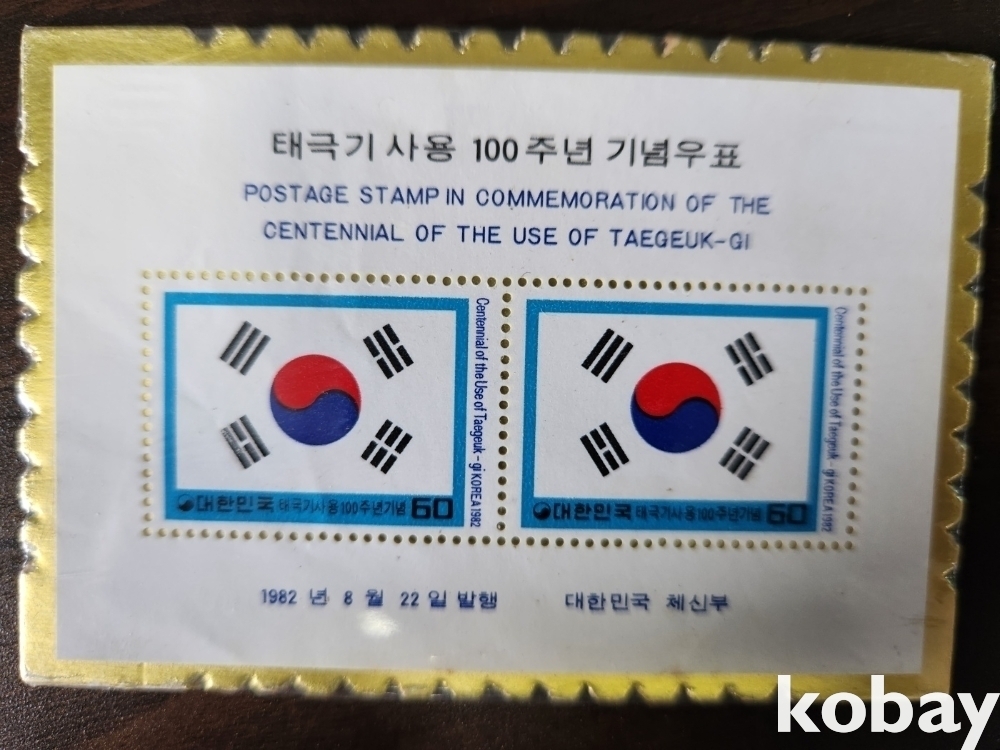 태극기 사용 100주년 기념우표
POSTAGE STAMP IN COMMEMORATION OF THE
CENTENNIAL OF THE USE OF TAEGEUK-GI
Centennial of the Use of Taegeuk-gi KOREA 1982
대한민국 태극기사용100주년기념 60
Centennial of the Use of Taegeuk-gi KOREA 1982
대한민국 태극기사용100주년기념 60
1982 년 8 월 22 일 발행 대한민국 체신부
kobay